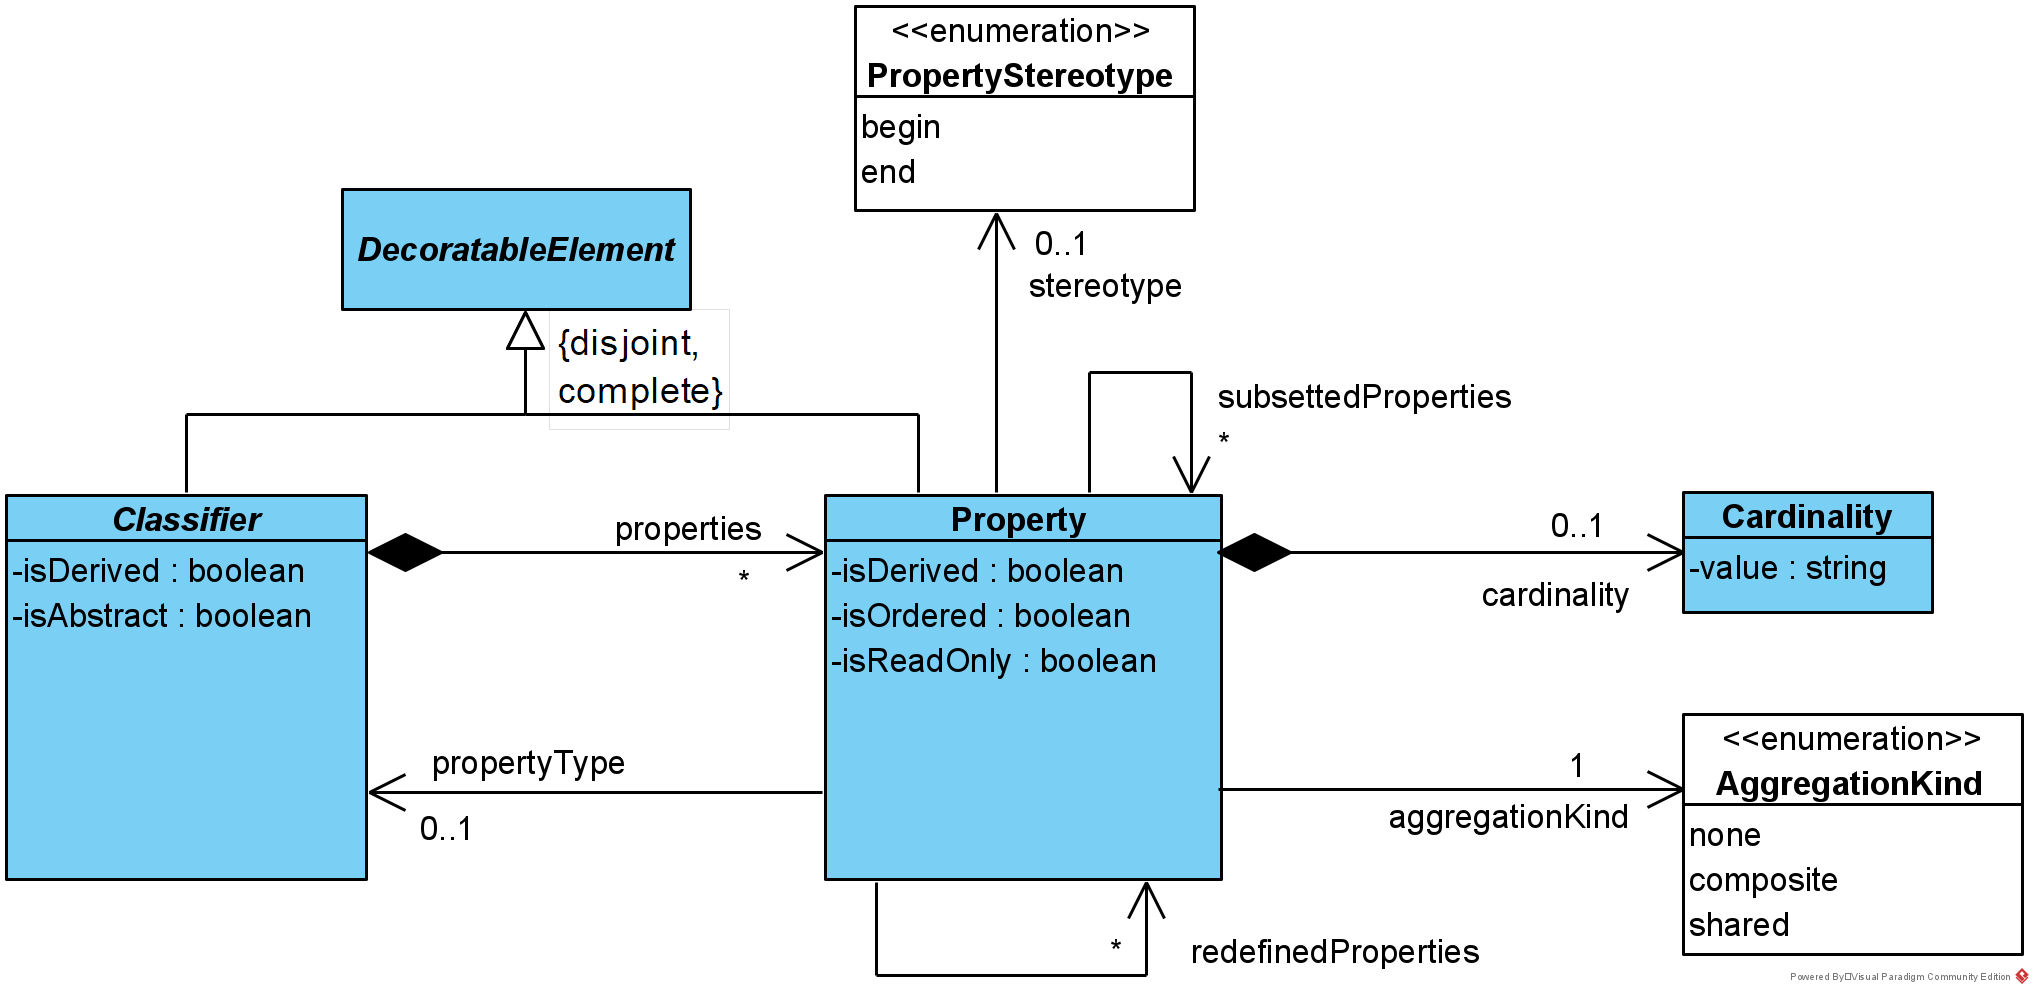 <<enumeration>>
PropertyStereotype
begin
end
DecoratableElement
{disjoint,
complete}
0..1
stereotype
subsettedProperties
*
Classifier
-isDerived : boolean
-isAbstract : boolean
properties
*
Property
-isDerived : boolean
-isOrdered : boolean
-isReadOnly : boolean
0..1
cardinality
Cardinality
-value : string
propertyType
0..1
1
aggregationKind
<<enumeration>>
AggregationKind
none
composite
shared
*
redefinedProperties
Powered By□Visual Paradigm Community Edition